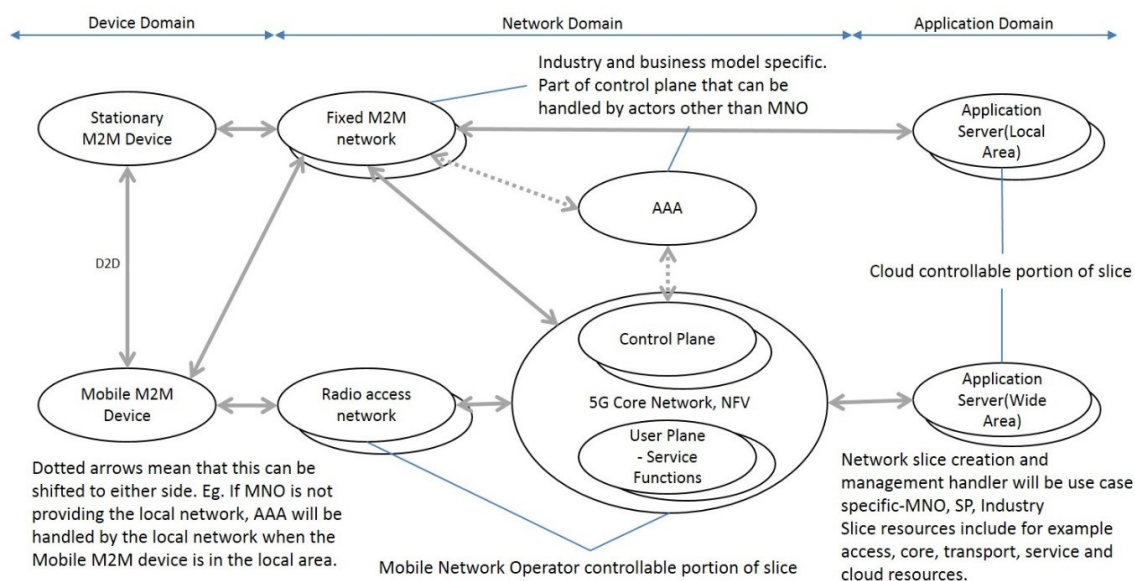 Device Domain
Network Domain
Application Domain
Industry and business model specific.
Part of control plane that can be
handled by actors other than MNO
Stationary
M2M Device
Fixed M2M
network
Application
Server(Local
Area)
AAA
D2D
Cloud controllable portion of slice
Control Plane
Mobile M2M
Device
Radio access
network
5G Core Network, NFV
Application
Server(Wide
Area)
User Plane
- Service
Functions
Dotted arrows mean that this can be
shifted to either side. Eg. If MNO is not
providing the local network, AAA will be
handled by the local network when the
Mobile M2M device is in the local area.
Mobile Network Operator controllable portion of slice
Network slice creation and
management handler will be use case
specific-MNO, SP, Industry
Slice resources include for example
access, core, transport, service and
cloud resources.